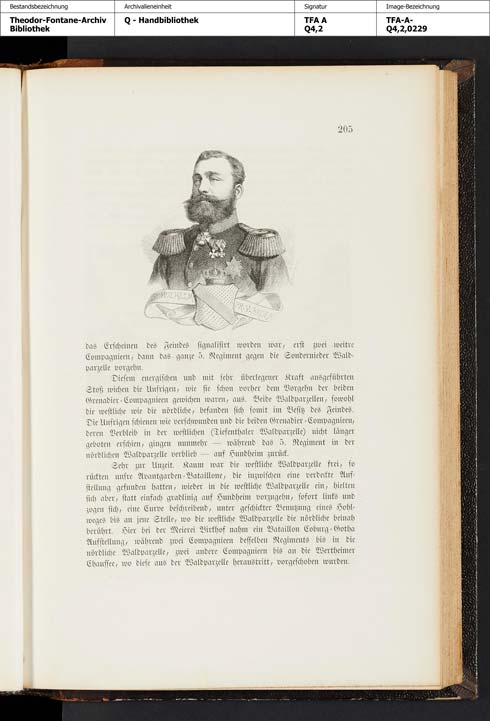 Bestandsbezeichnung Archivalieneinheit Signatur Image-Bezeichnung
Theodor-Fontane-Archiv Q - Handbibliothek TFA A TFA-A-
Bibliothek Q4,2 Q4,2,0229
205
das Erscheinen des Feindes signalisirt worden war, erst zwei weitre
Compagnieen, dann das ganze 5. Regiment gegen die Sondernieder Wald-
parzelle vorgehn.
Diesem energischen und mit sehr überlegener Kraft ausgeführten
Stoß wichen die Unsrigen, wie sie schon vorher dem Vorgehn der beiden
Grenadier-Compagnieen gewichen waren, aus. Beide Waldparzellen, sowohl
die westliche wie die nördliche, befanden sich somit im Besitz des Feindes.
Die Unsrigen schienen wie verschwunden und die beiden Grenadier-Compagnieen,
deren Verbleib in der westlichen (Tiefenthaler Waldparzelle) nicht länger
geboten erschien, gingen nunmehr — während das 5. Regiment in der
nördlichen Waldparzelle verblieb — auf Hundheim zurück.
Sehr zur Unzeit. Kaum war die westliche Waldparzelle frei, so
rückten unsre Avantgarden-Bataillone, die inzwischen eine verdeckte Auf-
stellung gefunden hatten, wieder in die westliche Waldparzelle ein, hielten
sich aber, statt einfach gradlinig auf Hundheim vorzugehn, sofort links und
zogen sich, eine Curve beschreibend, unter geschickter Benutzung eines Hohl-
weges bis an jene Stelle, wo die westliche Waldparzelle die nördliche beinah
berührt. Hier bei der Meierei Birkhof nahm ein Bataillon Coburg-Gotha
Aufstellung, während zwei Compagnieen desselben Regiments bis in die
nördliche Waldparzelle, zwei andere Compagnieen bis an die Wertheimer
Chaussee, wo diese aus der Waldparzelle heraustritt, vorgeschoben wurden.